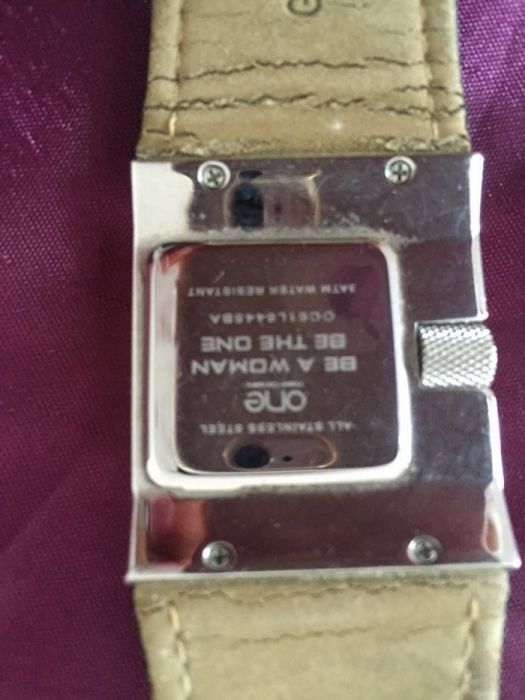 ALL STAINLESS STEEL
one
BE A WOMAN
BE THE ONE
3ATM WATER RESISTANT